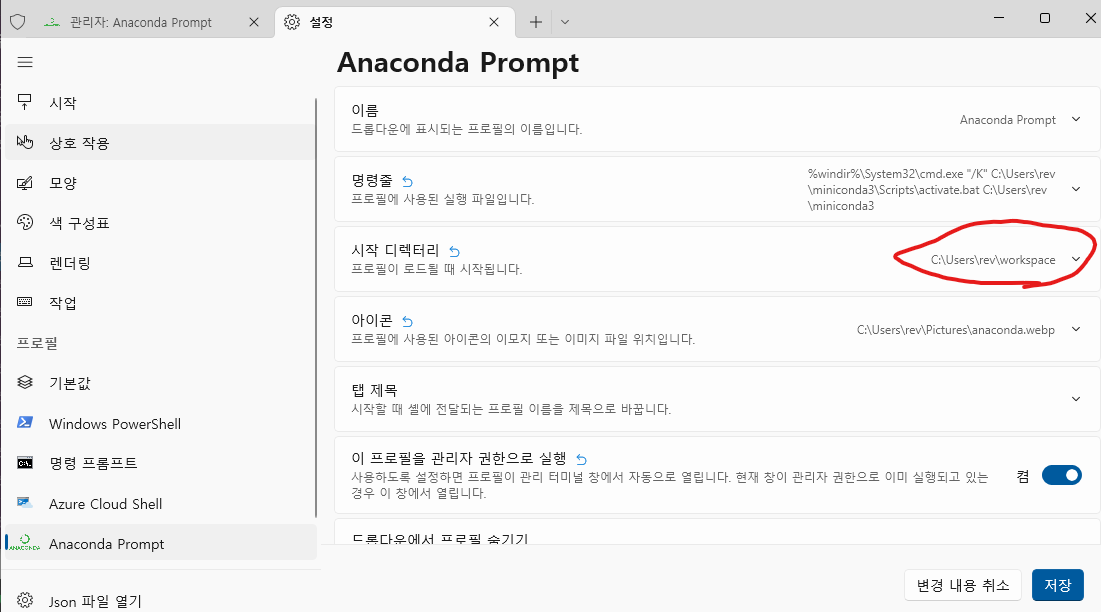 관리자: Anaconda Prompt
설정
Anaconda Prompt
시작
상호 작용
모양
색 구성표
렌더링
작업
프로필
기본값
Windows PowerShell
명령 프롬프트
Azure Cloud Shell
ANACONDA
Anaconda Prompt
Json 파일 열기
이름
드롭다운에 표시되는 프로필의 이름입니다.
Anaconda Prompt
명령줄
프로필에 사용된 실행 파일입니다.
%windir%\System32\cmd.exe "/K" C:\Users\rev
\miniconda3\Scripts\activate.bat C:\Users\rev
\miniconda3
시작 디렉터리
프로필이 로드될 때 시작됩니다.
C:\Users\rev\workspace
아이콘
프로필에 사용된 아이콘의 이모지 또는 이미지 파일 위치입니다.
C:\Users\rev\Pictures\anaconda.webp
탭 제목
시작할 때 셸에 전달되는 프로필 이름을 제목으로 바꿉니다.
이 프로필을 관리자 권한으로 실행
사용하도록 설정하면 프로필이 관리 터미널 창에서 자동으로 열립니다. 현재 창이 관리자 권한으로 이미 실행되고 있는
경우 이 창에서 열립니다.
켬
드롭다운에서 프로필 숨기기
변경 내용 취소
저장